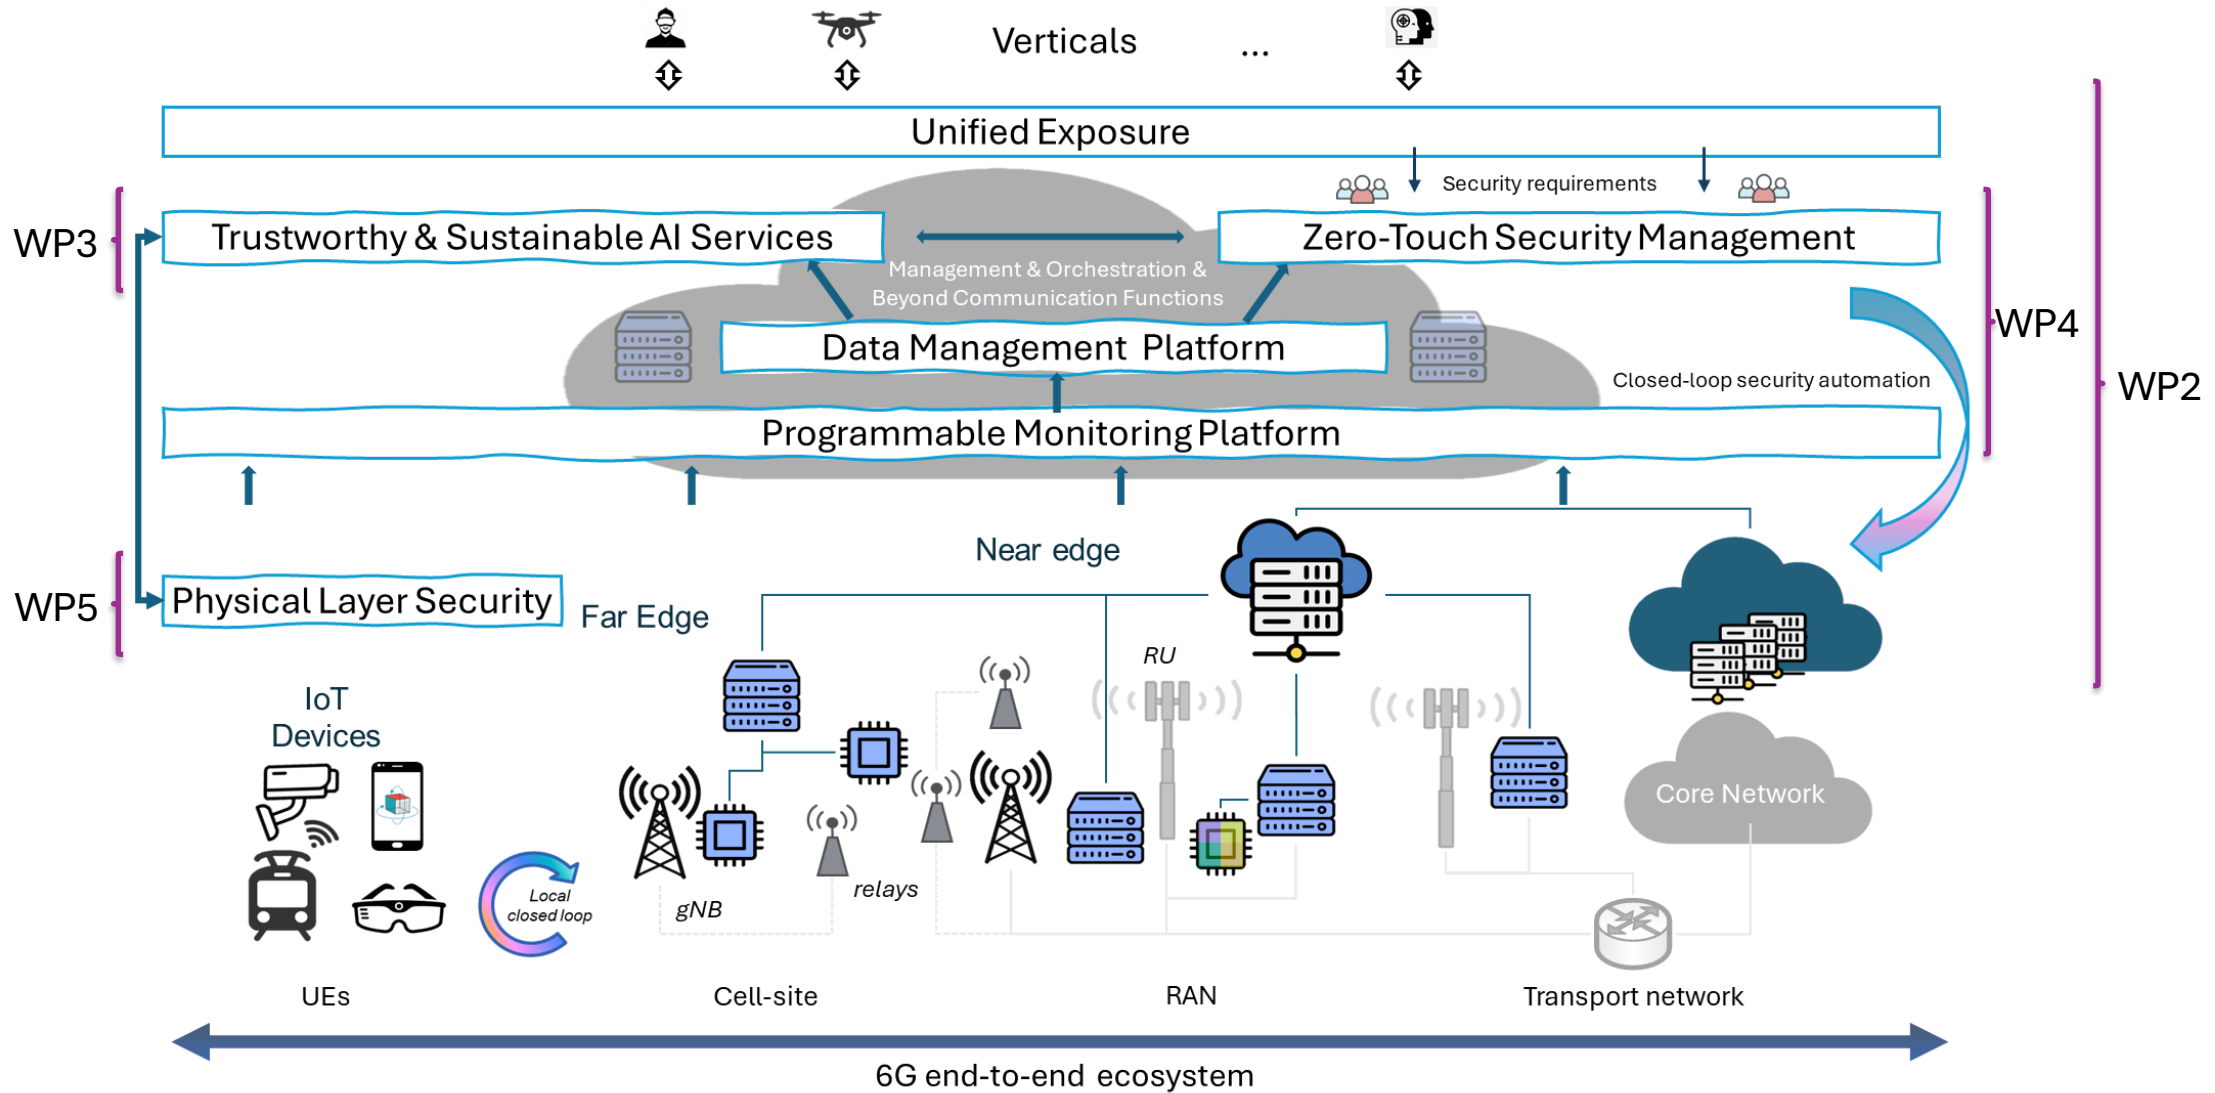 Verticals
...
Unified Exposure
Security requirements
WP3
Trustworthy & Sustainable AI Services
Zero-Touch Security Management
Management & Orchestration &
Beyond Communication Functions
WP4
Data Management Platform
Closed-loop security automation
WP2
Programmable Monitoring Platform
Near edge
WP5
Physical Layer Security
Far Edge
RU
IoT
Devices
Core Network
Local
closed loop
relays
gNB
UEs
Cell-site
RAN
Transport network
6G end-to-end ecosystem